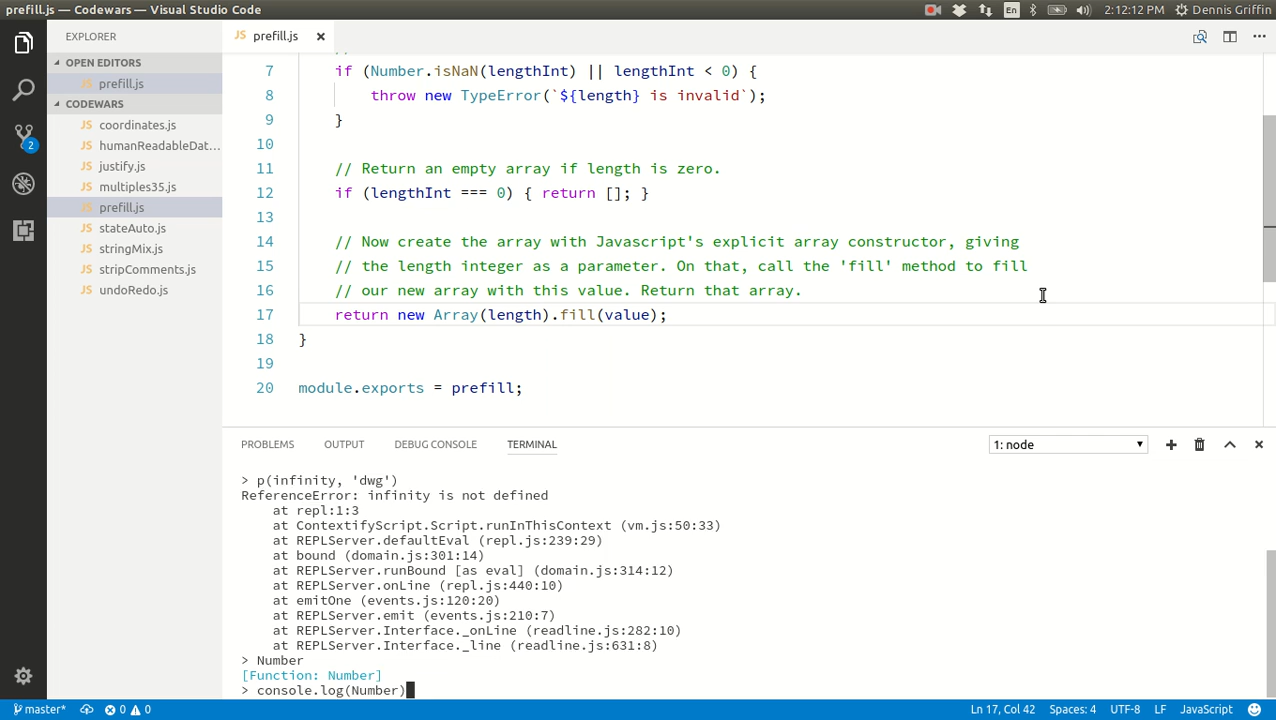 prefill.js — Codewars — Visual Studio Code
En
2:12:12 PM
Dennis Griffin
EXPLORER
JS prefill.js
OPEN EDITORS
JS prefill.js
CODEWARS
JS coordinates.js
JS humanReadableDat...
JS justify.js
JS multiples35.js
JS prefill.js
JS stateAuto.js
JS stringMix.js
JS stripComments.js
JS undoRedo.js
2
7 if (Number.isNaN(lengthInt) || lengthInt < 0) {
8 throw new TypeError(`${length} is invalid`);
9 }
10
11 // Return an empty array if length is zero.
12 if (lengthInt === 0) { return []; }
13
14 // Now create the array with Javascript's explicit array constructor, giving
15 // the length integer as a parameter. On that, call the 'fill' method to fill
16 // our new array with this value. Return that array.
17 return new Array(length).fill(value);
18 }
19
20 module.exports = prefill;
PROBLEMS OUTPUT DEBUG CONSOLE TERMINAL
1: node
> p(infinity, 'dwg')
ReferenceError: infinity is not defined
at repl:1:3
at ContextifyScript.Script.runInThisContext (vm.js:50:33)
at REPLServer.defaultEval (repl.js:239:29)
at bound (domain.js:301:14)
at REPLServer.runBound [as eval] (domain.js:314:12)
at REPLServer.onLine (repl.js:440:10)
at emitOne (events.js:120:20)
at REPLServer.emit (events.js:210:7)
at REPLServer.Interface._onLine (readline.js:282:10)
at REPLServer.Interface._line (readline.js:631:8)
> Number
[Function: Number]
> console.log(Number)
master* 0 0
Ln 17, Col 42 Spaces: 4 UTF-8 LF JavaScript